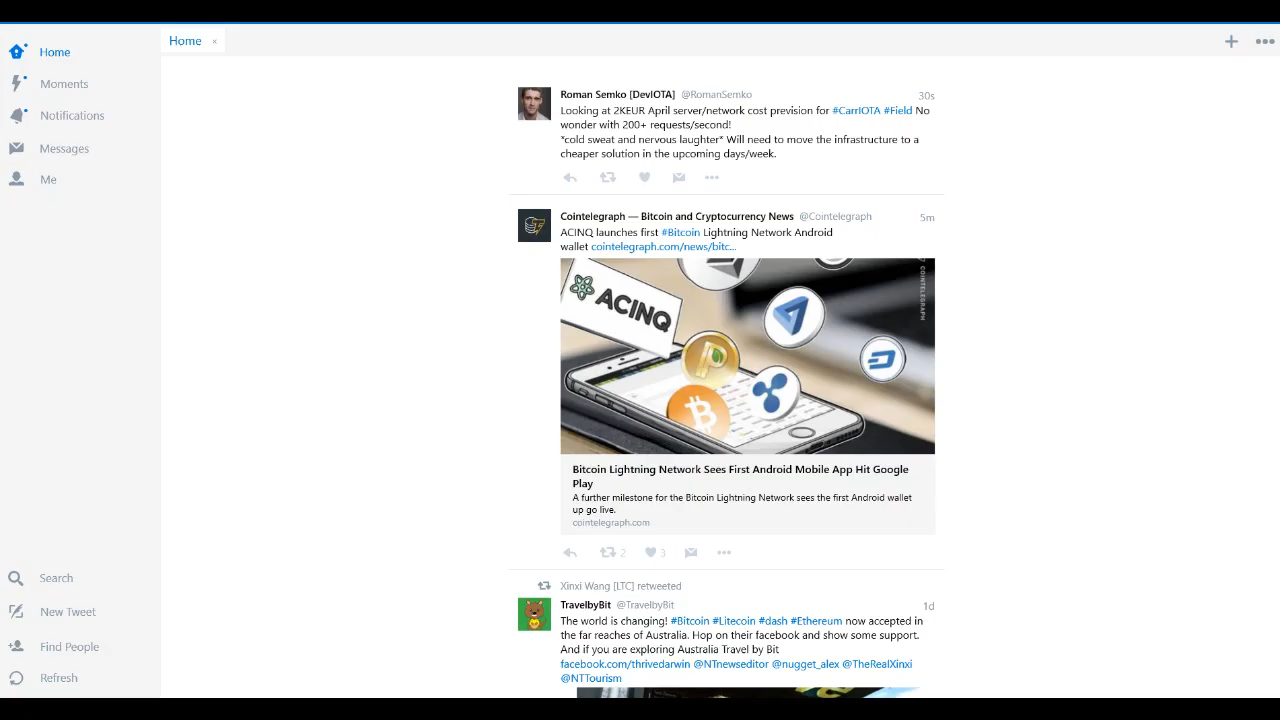 Home
Moments
Notifications
Messages
Me
Search
New Tweet
Find People
Refresh
Home ×
Roman Semko [DevIOTA] @RomanSemko 30s
Looking at 2KEUR April server/network cost prevision for #CarrIOTA #Field No
wonder with 200+ requests/second!
*cold sweat and nervous laughter* Will need to move the infrastructure to a
cheaper solution in the upcoming days/week.
Cointelegraph — Bitcoin and Cryptocurrency News @Cointelegraph 5m
ACINQ launches first #Bitcoin Lightning Network Android
wallet cointelegraph.com/news/bitc...
COINTELEGRAPH
ACINQ
Bitcoin Lightning Network Sees First Android Mobile App Hit Google
Play
A further milestone for the Bitcoin Lightning Network sees the first Android wallet
up go live.
cointelegraph.com
2 3
Xinxi Wang [LTC] retweeted
TravelbyBit @TravelbyBit 1d
The world is changing! #Bitcoin #Litecoin #dash #Ethereum now accepted in
the far reaches of Australia. Hop on their facebook and show some support.
And if you are exploring Australia Travel by Bit
facebook.com/thrivedarwin @NTnewseditor @nugget_alex @TheRealXinxi
@NTTourism